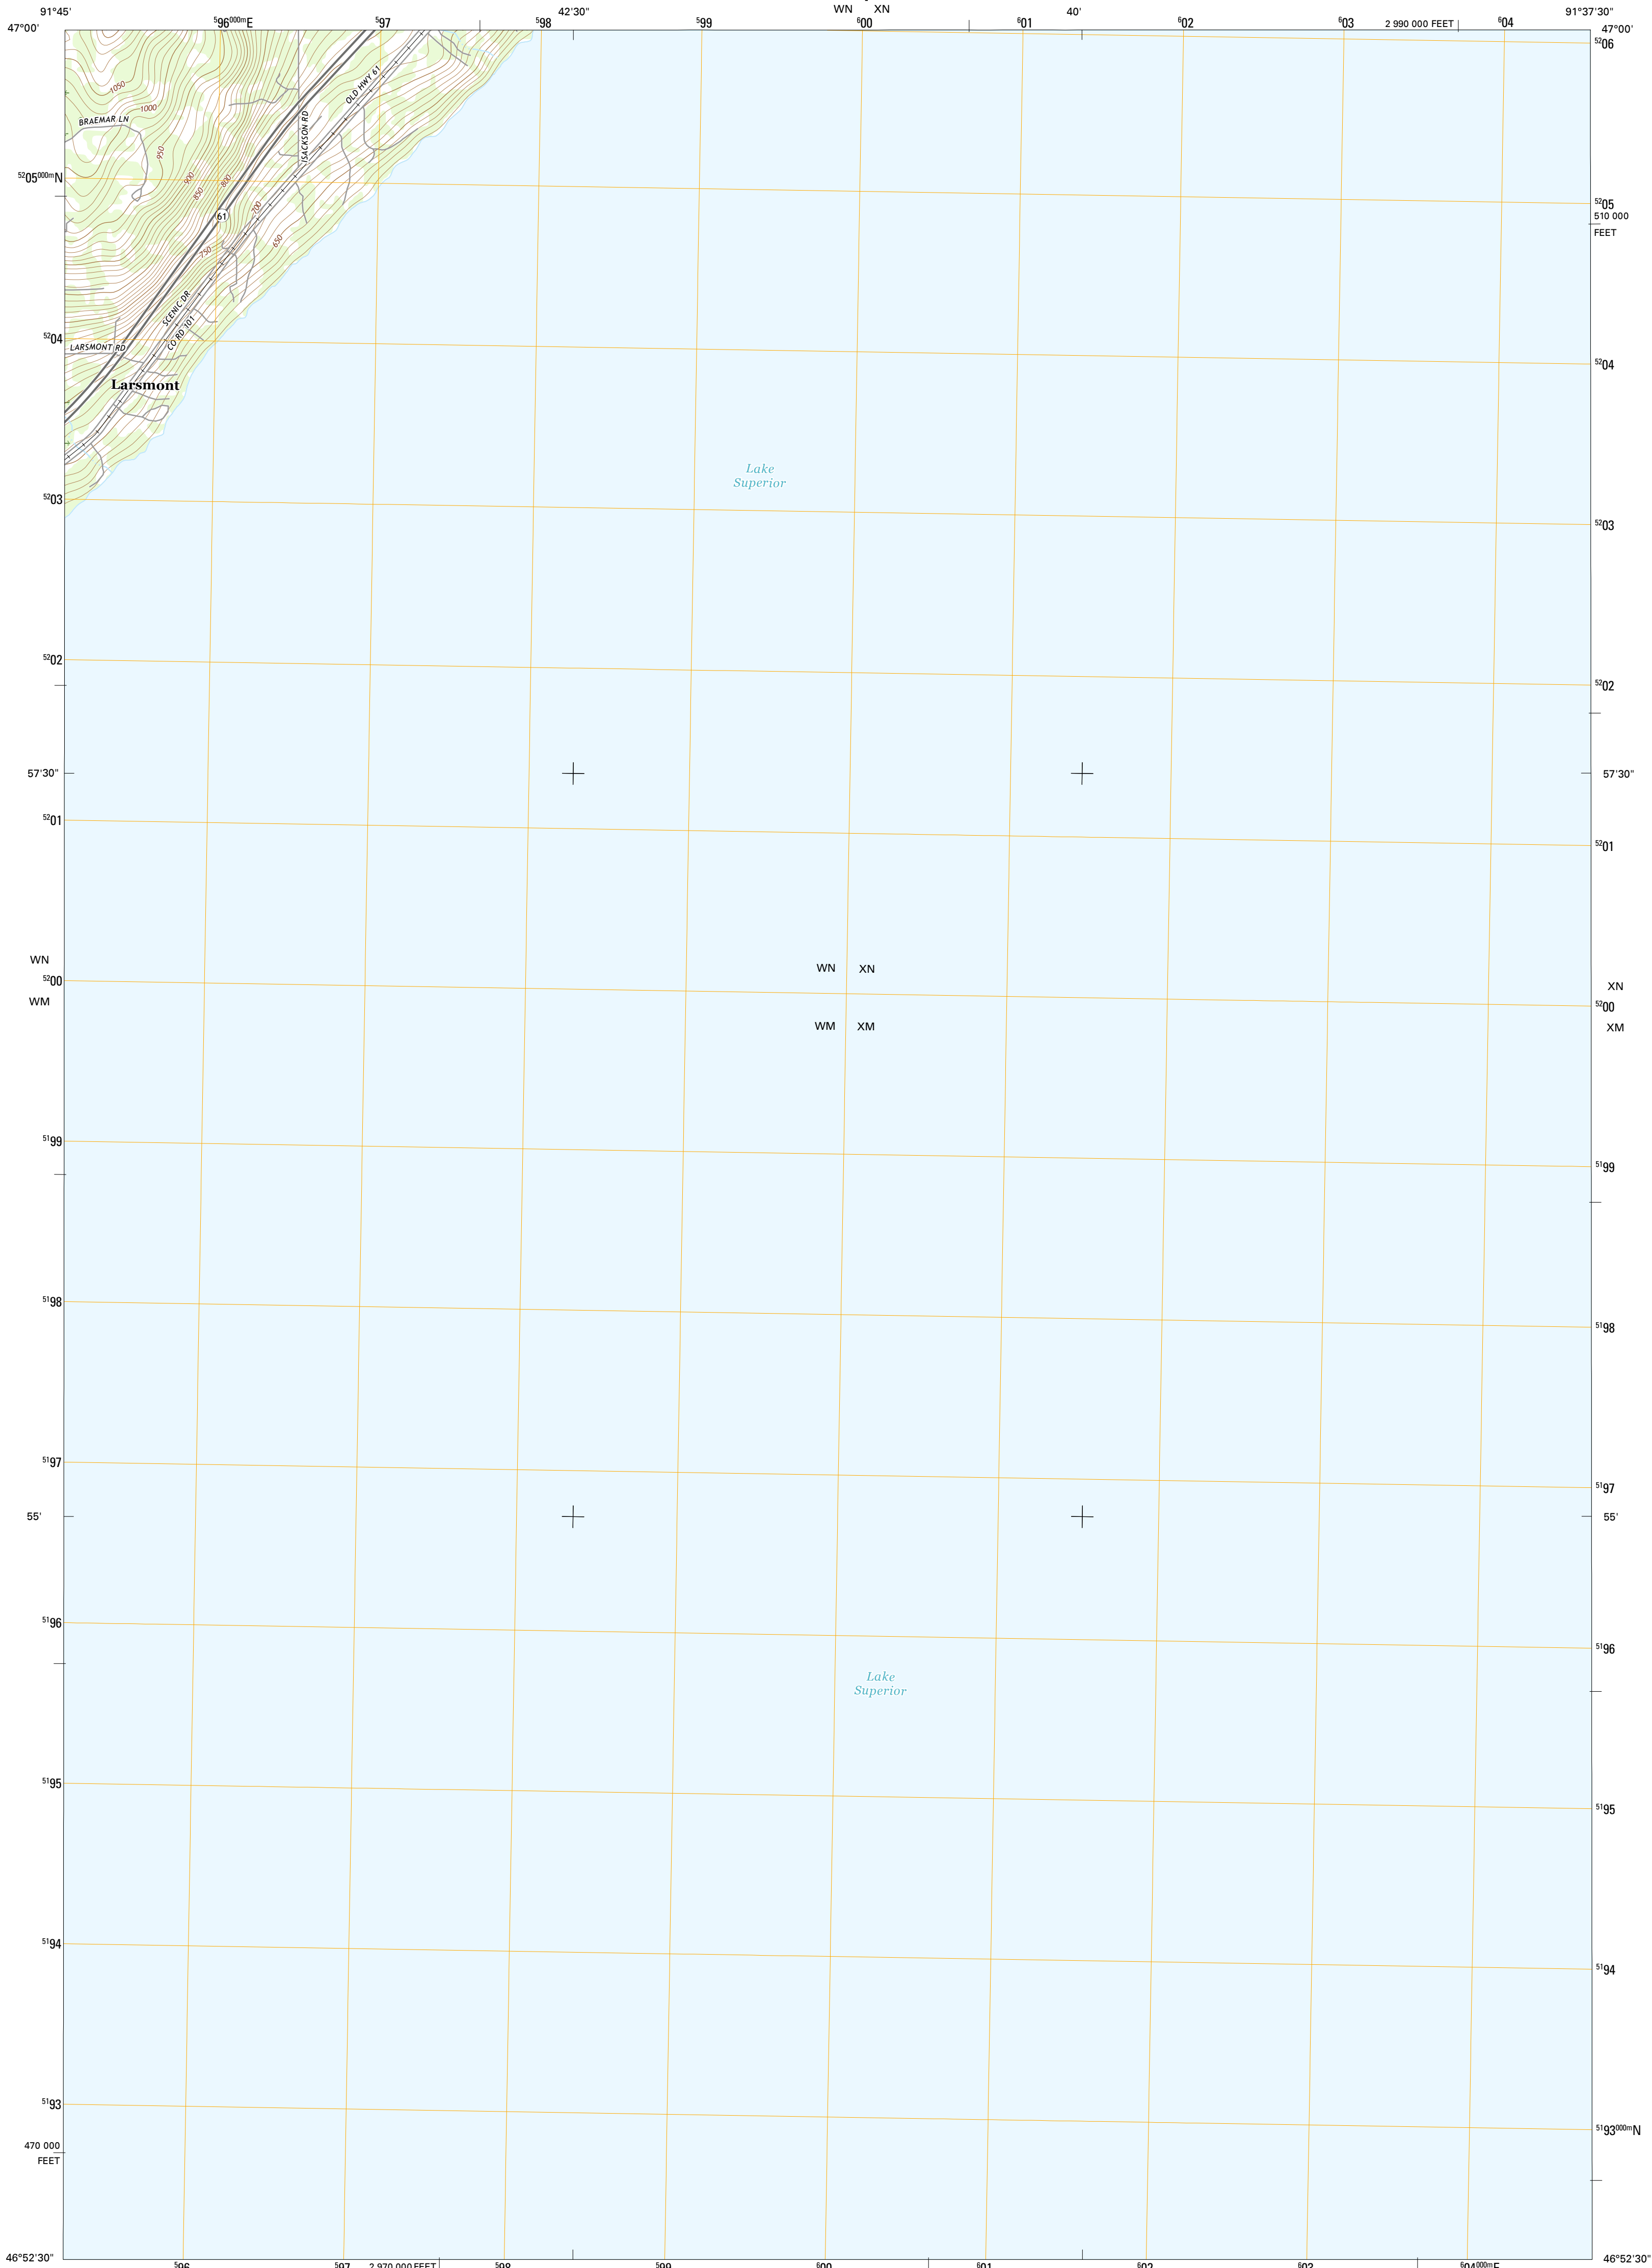 WN XN
91°45' 42'30" 40' 91°37'30"
47°00' ⁵96⁰⁰⁰ᵐE ⁵97 ⁵98 ⁵99 ⁶00 ⁶01 ⁶02 ⁶03 2 990 000 FEET ⁶04 47°00'
⁵²06
OLD HWY 61
1050
1000
BRAEMAR LN
ISACKSON RD
950
⁵²05⁰⁰⁰ᵐN
900
850
800
⁵²05
700
61
510 000
FEET
650
750
SCENIC DR
CO RD 101
⁵²04
LARSMONT RD
⁵²04
Larsmont
Lake
Superior
⁵²03
⁵²03
⁵²02
⁵²02
57'30" 57'30"
⁵²01
⁵²01
WN
WN XN
⁵²00
XN
WM
⁵²00
WM XM
XM
⁵¹99
⁵¹99
⁵¹98
⁵¹98
⁵¹97
⁵¹97
55' 55'
⁵¹96
⁵¹96
Lake
Superior
⁵¹95
⁵¹95
⁵¹94
⁵¹94
⁵¹93
⁵¹93⁰⁰⁰ᵐN
470 000
FEET
46°52'30" 46°52'30"
⁵96 ⁵97 2 970 000 FEET ⁵98 ⁵99 ⁶00 ⁶01 ⁶02 ⁶03 ⁶04⁰⁰⁰ᵐE